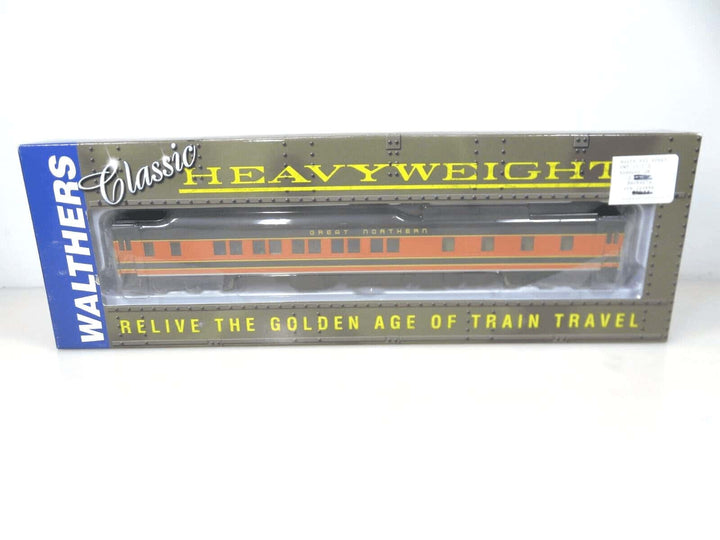 WALTHERS
Classic
HEAVYWEIGHT
GREAT NORTHERN
RELIVE THE GOLDEN AGE OF TRAIN TRAVEL